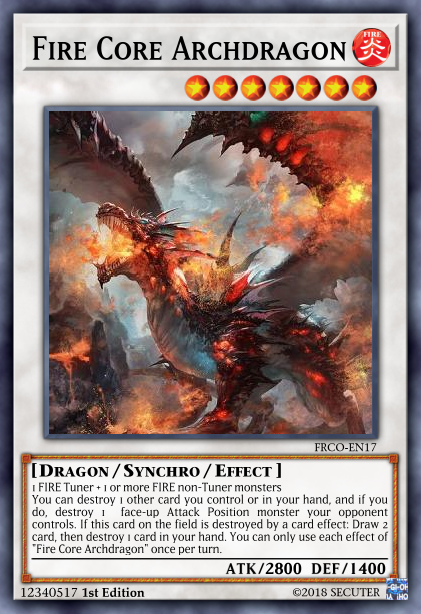 FIRE CORE ARCHDRAGON
FIRE
炎
FRCO-EN17
[DRAGON / SYNCHRO / EFFECT]
1 FIRE Tuner + 1 or more FIRE non-Tuner monsters
You can destroy 1 other card you control or in your hand, and if you
do, destroy 1 face-up Attack Position monster your opponent
controls. If this card on the field is destroyed by a card effect: Draw 2
card, then destroy 1 card in your hand. You can only use each effect of
"Fire Core Archdragon" once per turn.
ATK/2800 DEF/1400
12340517 1st Edition
©2018 SECUTER